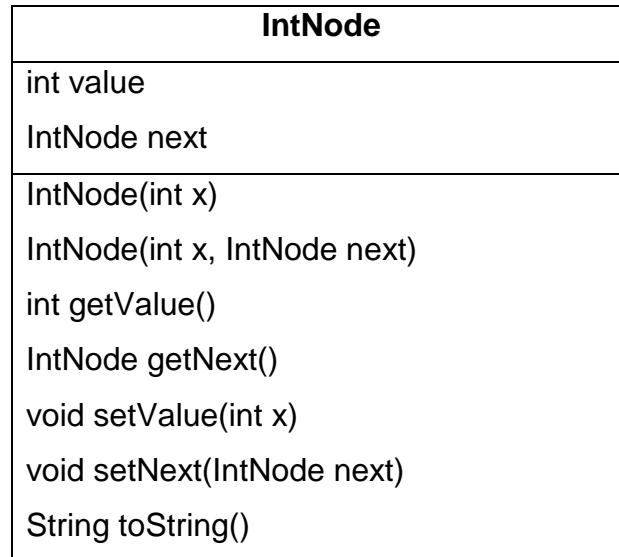 IntNode
int value
IntNode next
IntNode(int x)
IntNode(int x, IntNode next)
int getValue()
IntNode getNext()
void setValue(int x)
void setNext(IntNode next)
String toString()